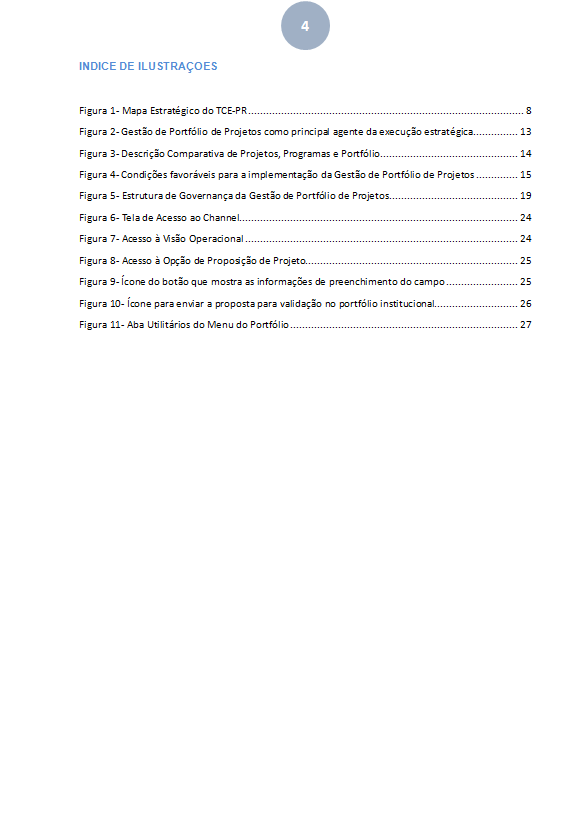 4
INDICE DE ILUSTRAÇOES
Figura 1- Mapa Estratégico do TCE-PR 8
Figura 2- Gestão de Portfólio de Projetos como principal agente da execução estratégica 13
Figura 3- Descrição Comparativa de Projetos, Programas e Portfólio 14
Figura 4- Condições favoráveis para a implementação da Gestão de Portfólio de Projetos 15
Figura 5- Estrutura de Governança da Gestão de Portfólio de Projetos 19
Figura 6- Tela de Acesso ao Channel 24
Figura 7- Acesso à Visão Operacional 24
Figura 8- Acesso à Opção de Proposição de Projeto 25
Figura 9- Ícone do botão que mostra as informações de preenchimento do campo 25
Figura 10- Ícone para enviar a proposta para validação no portfólio institucional 26
Figura 11- Aba Utilitários do Menu do Portfólio 27